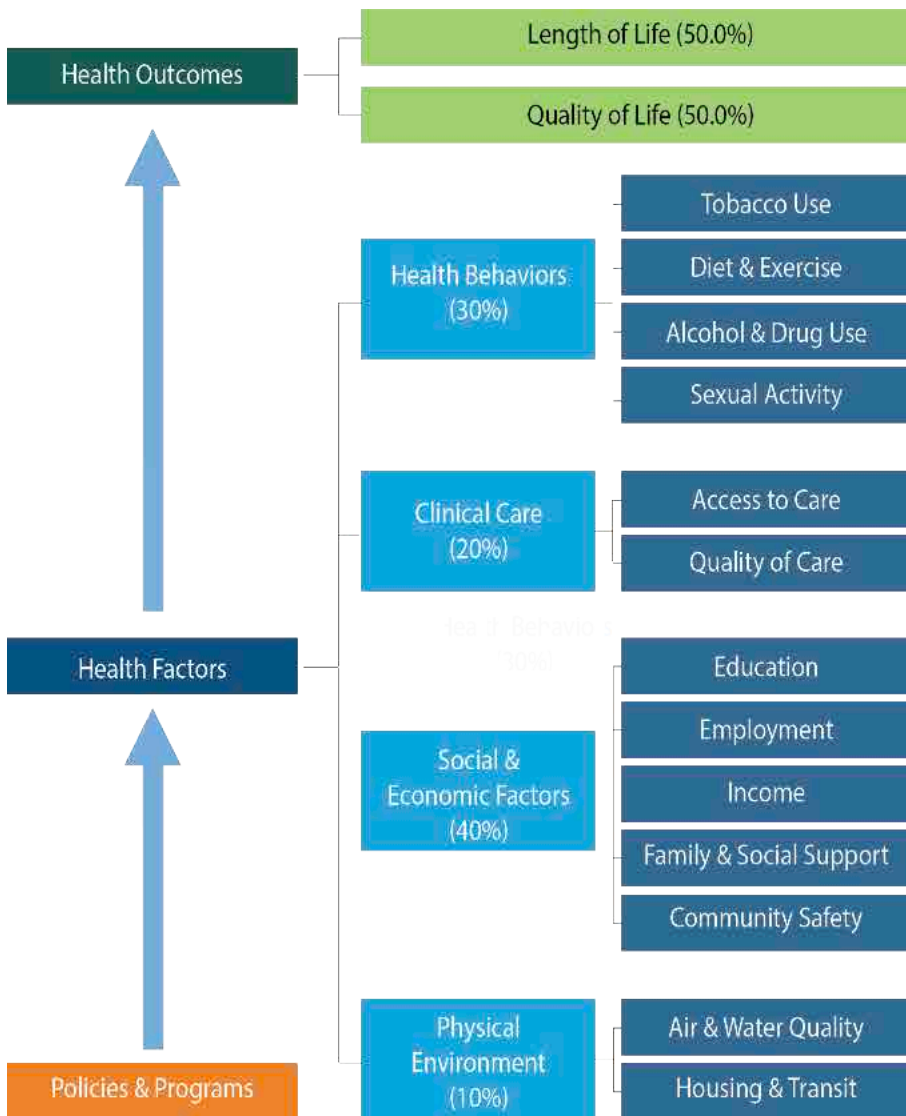 Length of Life (50.0%)
Health Outcomes
Quality of Life (50.0%)
Tobacco Use
Health Behaviors
(30%)
Diet & Exercise
Alcohol & Drug Use
Sexual Activity
Clinical Care
(20%)
Access to Care
Quality of Care
Health Behaviors
(30%)
Health Factors
Education
Employment
Social &
Economic Factors
(40%)
Income
Family & Social Support
Community Safety
Physical
Environment
(10%)
Air & Water Quality
Housing & Transit
Policies & Programs